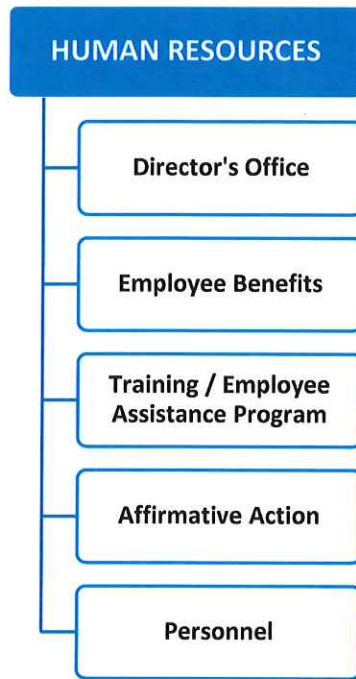 HUMAN RESOURCES
Director's Office
Employee Benefits
Training / Employee
Assistance Program
Affirmative Action
Personnel